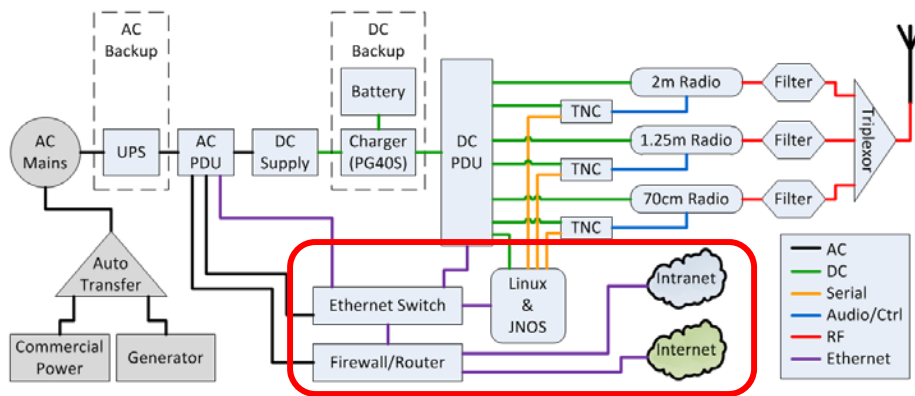 AC
Backup
DC
Backup
Battery
AC
Mains
UPS
AC
PDU
DC
Supply
Charger
(PG40S)
DC
PDU
2m Radio
Filter
TNC
1.25m Radio
Filter
TNC
70cm Radio
Filter
TNC
Triplexor
Auto
Transfer
Commercial
Power
Generator
Ethernet Switch
Firewall/Router
Linux
&
JNOS
Intranet
Internet
AC
DC
Serial
Audio/Ctrl
RF
Ethernet